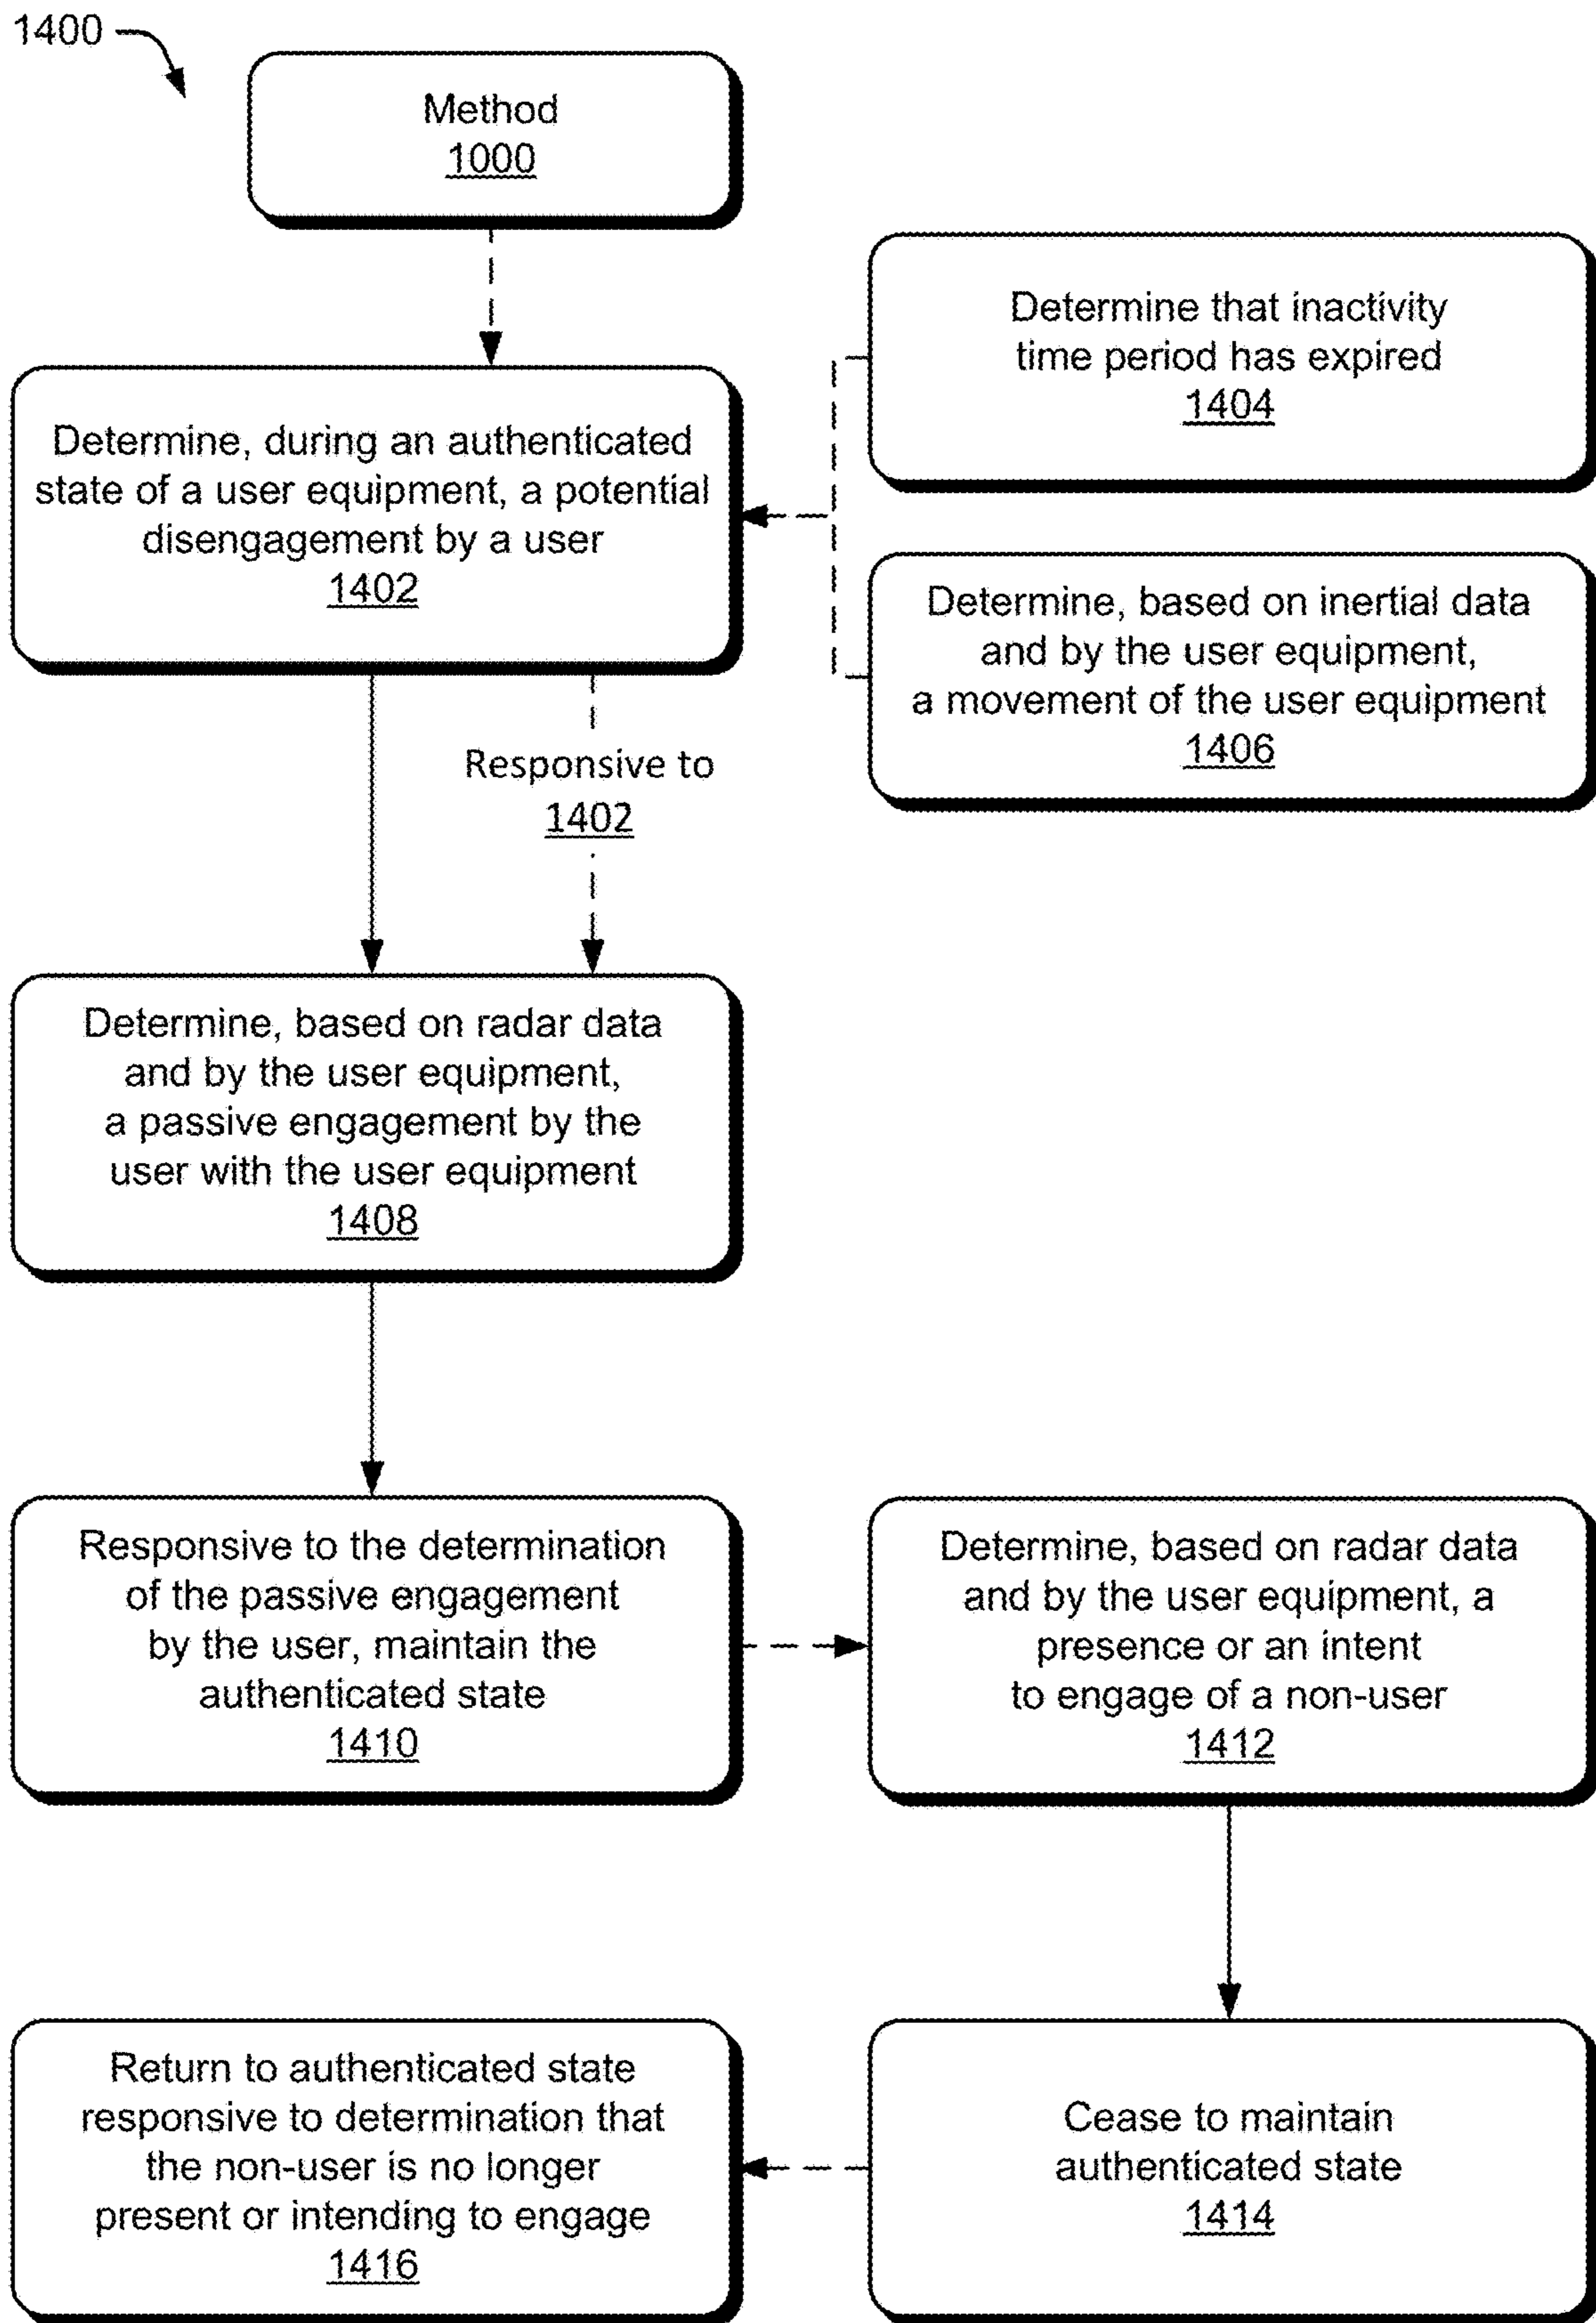 1400
Method
1000
Determine, during an authenticated
state of a user equipment, a potential
disengagement by a user
1402
Determine that inactivity
time period has expired
1404
Determine, based on inertial data
and by the user equipment,
a movement of the user equipment
1406
Responsive to
1402
Determine, based on radar data
and by the user equipment,
a passive engagement by the
user with the user equipment
1408
Responsive to the determination
of the passive engagement
by the user, maintain the
authenticated state
1410
Determine, based on radar data
and by the user equipment, a
presence or an intent
to engage of a non-user
1412
Cease to maintain
authenticated state
1414
Return to authenticated state
responsive to determination that
the non-user is no longer
present or intending to engage
1416